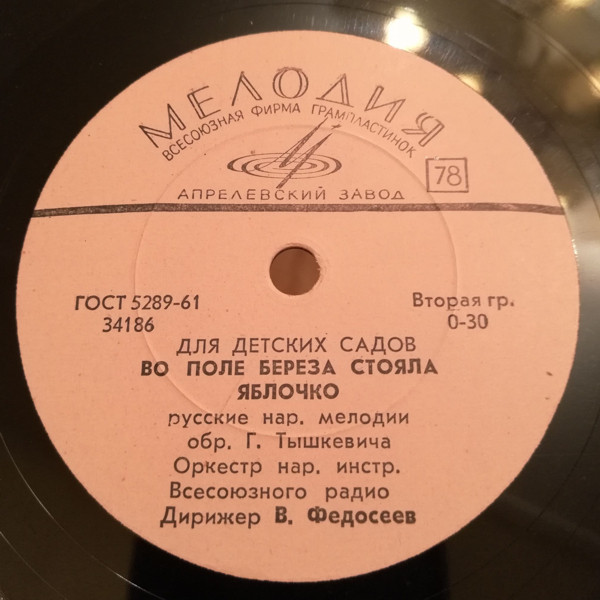 МЕЛОДИЯ
ВСЕСОЮЗНАЯ ФИРМА ГРАМПЛАСТИНОК
78
АПРЕЛЕВСКИЙ ЗАВОД
ГОСТ 5289-61
34186
Вторая гр.
0-30
ДЛЯ ДЕТСКИХ САДОВ
ВО ПОЛЕ БЕРЕЗА СТОЯЛА
ЯБЛОЧКО
русские нар. мелодии
обр. Г. Тышкевича
Оркестр нар. инстр.
Всесоюзного радио
Дирижер В. Федосеев